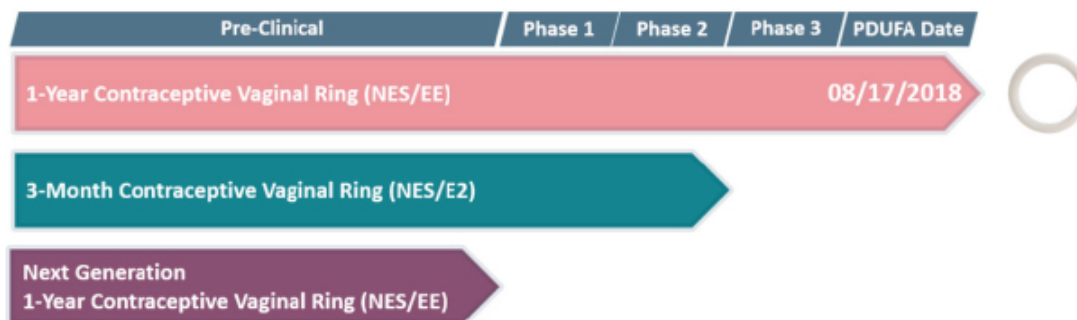 Pre-Clinical Phase 1 Phase 2 Phase 3 PDUFA Date
1-Year Contraceptive Vaginal Ring (NES/EE) 08/17/2018
3-Month Contraceptive Vaginal Ring (NES/E2)
Next Generation
1-Year Contraceptive Vaginal Ring (NES/EE)